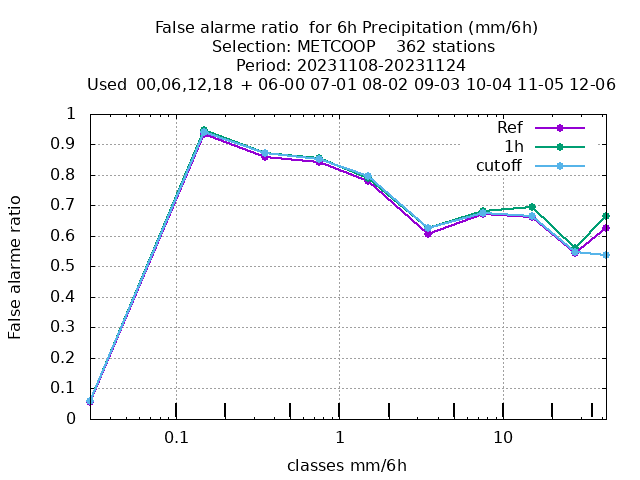 False alarme ratio  for 6h Precipitation (mm/6h)
Selection: METCOOP    362 stations
Period: 20231108-20231124
Used  00,06,12,18  + 06-00 07-01 08-02 09-03 10-04 11-05 12-06
Ref
1h
cutoff
False alarme ratio
1
0.9
0.8
0.7
0.6
0.5
0.4
0.3
0.2
0.1
0
0.1 1 10
classes mm/6h